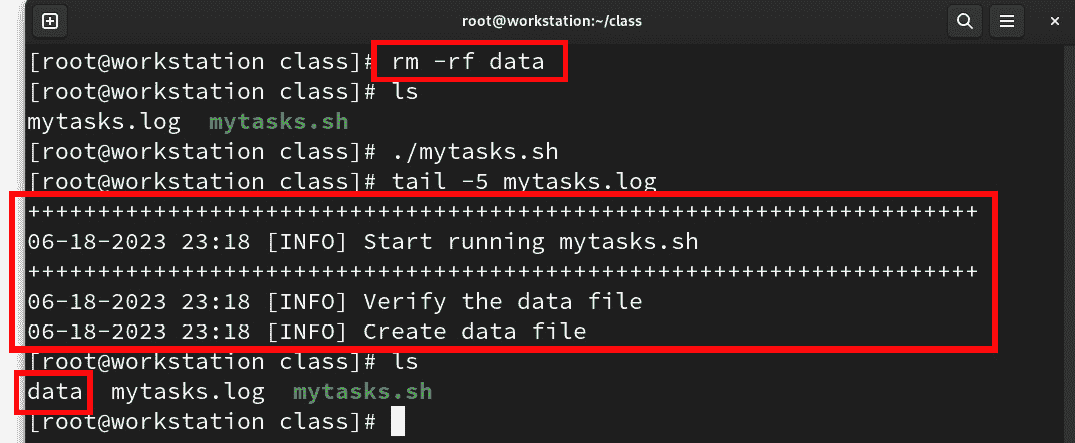 root@workstation:~/class
[root@workstation class]# rm -rf data
[root@workstation class]# ls
mytasks.log  mytasks.sh
[root@workstation class]# ./mytasks.sh
[root@workstation class]# tail -5 mytasks.log
++++++++++++++++++++++++++++++++++++++++++++++++++++++++++++++++++++
06-18-2023 23:18 [INFO] Start running mytasks.sh
++++++++++++++++++++++++++++++++++++++++++++++++++++++++++++++++++++
06-18-2023 23:18 [INFO] Verify the data file
06-18-2023 23:18 [INFO] Create data file
[root@workstation class]# ls
data  mytasks.log  mytasks.sh
[root@workstation class]#